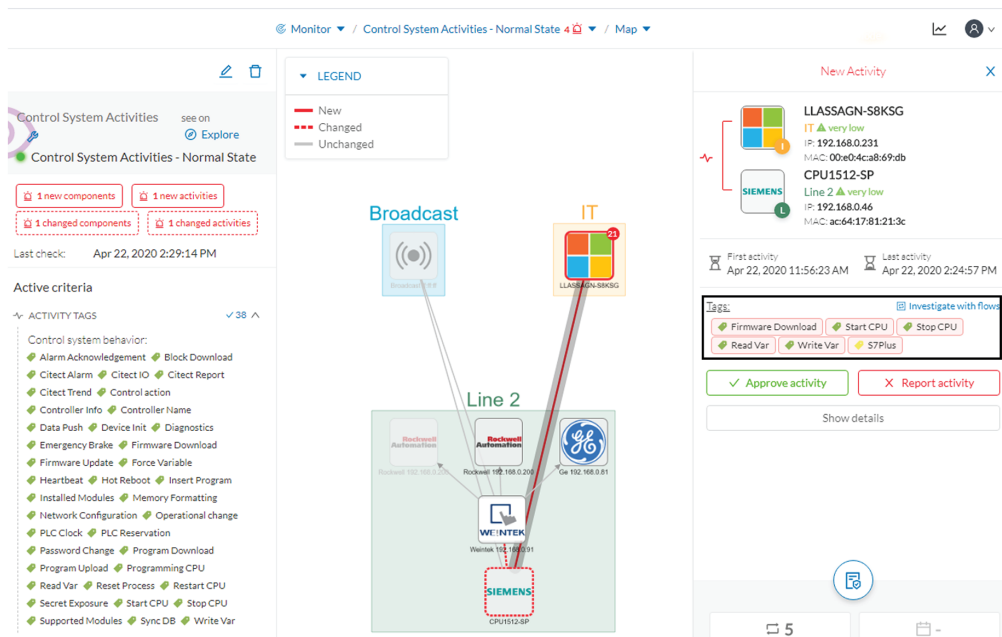 Monitor / Control System Activities - Normal State 4 / Map
Control System Activities see on
Explore
Control System Activities - Normal State
1 new components 1 new activities
1 changed components 1 changed activities
Last check: Apr 22, 2020 2:29:14 PM
Active criteria
ACTIVITY TAGS 38
Control system behavior:
Alarm Acknowledgement Block Download
Citect Alarm Citect IO Citect Report
Citect Trend Control action
Controller Info Controller Name
Data Push Device Init Diagnostics
Emergency Brake Firmware Download
Firmware Update Force Variable
Heartbeat Hot Reboot Insert Program
Installed Modules Memory Formatting
Network Configuration Operational change
PLC Clock PLC Reservation
Password Change Program Download
Program Upload Programming CPU
Read Var Reset Process Restart CPU
Secret Exposure Start CPU Stop CPU
Supported Modules Sync DB Write Var
LEGEND
New
Changed
Unchanged
Broadcast
IT
21
LLASSAGN-S8KSG
Line 2
Rockwell Automation
Rockwell Automation
Rockwell 192.168.0.200
Ge 192.168.0.81
WEINTEK
Weintek 192.168.0.91
SIEMENS
CPU1512-SP
New Activity
X
LLASSAGN-S8KSG
IT very low
IP: 192.168.0.231
MAC: 00:e0:4c:a8:69:db
SIEMENS
L
CPU1512-SP
Line 2 very low
IP: 192.168.0.46
MAC: ac:64:17:81:21:3c
First activity
Apr 22, 2020 11:56:23 AM
Last activity
Apr 22, 2020 2:24:57 PM
Tags: Investigate with flows
Firmware Download Start CPU Stop CPU
Read Var Write Var S7Plus
Approve activity Report activity
Show details
5 -